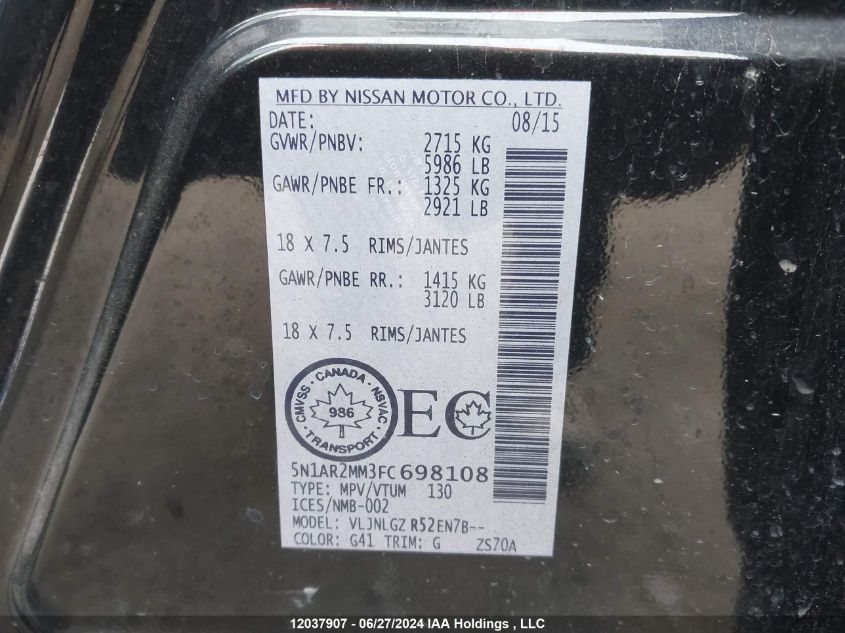 MFD BY NISSAN MOTOR CO., LTD.
DATE: 08/15
GVWR/PNBV: 2715 KG
5986 LB
GAWR/PNBE FR.: 1325 KG
2921 LB
18 X 7.5 RIMS/JANTES
GAWR/PNBE RR.: 1415 KG
3120 LB
18 X 7.5 RIMS/JANTES
CMVSS · CANADA · NSVAC
986
TRANSPORT
EC
5N1AR2MM3FC698108
TYPE: MPV/VTUM 130
ICES/NMB-002
MODEL: VLJNLGZ R52EN7B--
COLOR: G41 TRIM: G ZS70A
12037907 - 06/27/2024 IAA Holdings , LLC